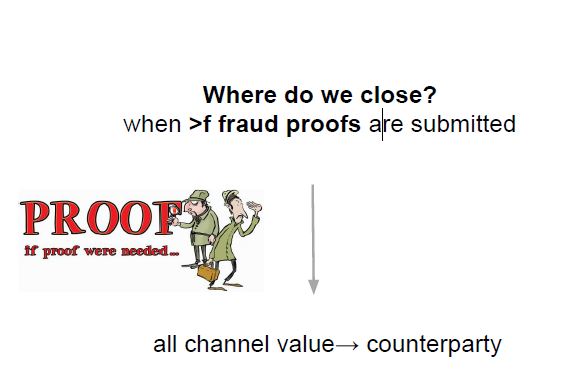 Where do we close?
when >f fraud proofs are submitted
PROOF
if proof were needed...
all channel value→ counterparty